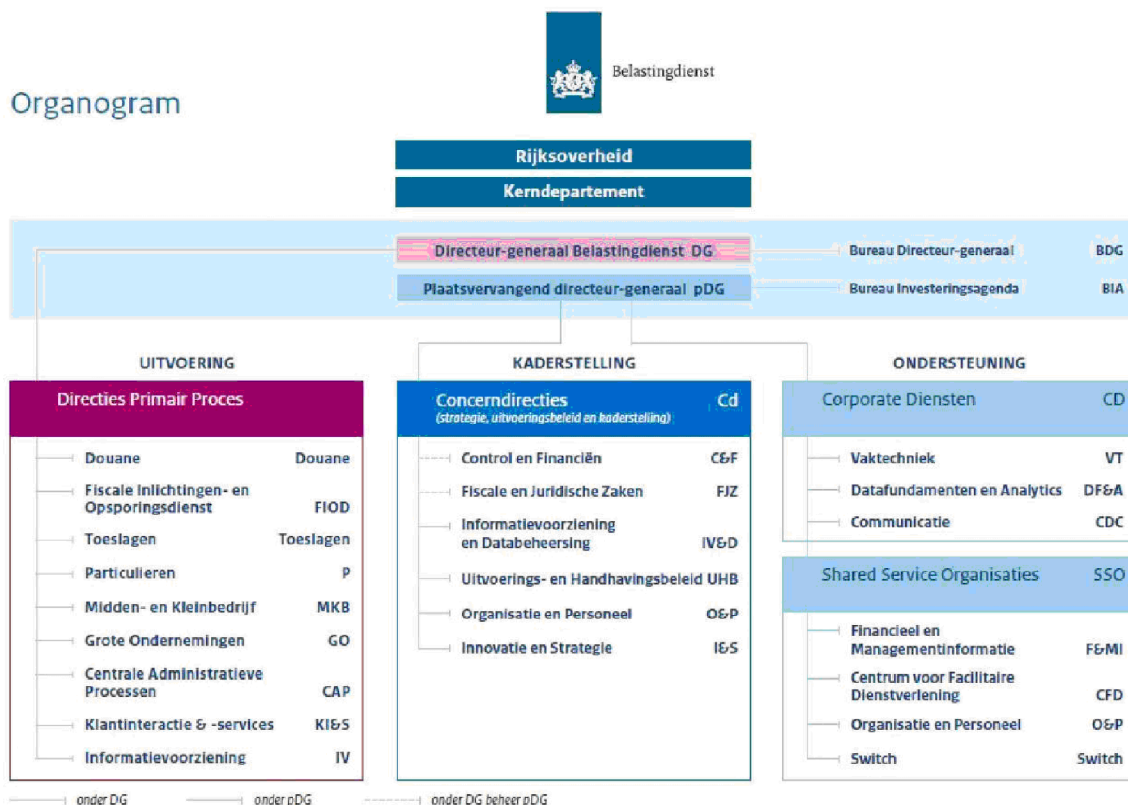 Belastingdienst
Organogram
Rijksoverheid
Kerndepartement
Directeur-generaal Belastingdienst DG
Bureau Directeur-generaal BDG
Plaatsvervangend directeur-generaal pDG
Bureau Investeringsagenda BIA
UITVOERING
Directies Primair Proces
Douane Douane
Fiscale Inlichtingen- en
Opsporingsdienst FIOD
Toeslagen Toeslagen
Particulieren P
Midden- en Kleinbedrijf MKB
Grote Ondernemingen GO
Centrale Administratieve
Processen CAP
Klantinteractie & -services KI&S
Informatievoorziening IV
KADERSTELLING
Concerndirecties Cd
(strategie, uitvoeringsbeleid en kaderstelling)
Control en Financiën C&F
Fiscale en Juridische Zaken FJZ
Informatievoorziening
en Databeheersing IV&D
Uitvoerings- en Handhavingsbeleid UHB
Organisatie en Personeel O&P
Innovatie en Strategie I&S
ONDERSTEUNING
Corporate Diensten CD
Vaktechniek VT
Datafundamenten en Analytics DF&A
Communicatie CDC
Shared Service Organisaties SSO
Financieel en
Managementinformatie F&MI
Centrum voor Facilitaire
Dienstverlening CFD
Organisatie en Personeel O&P
Switch Switch
onder DG onder pDG onder DG beheer pDG